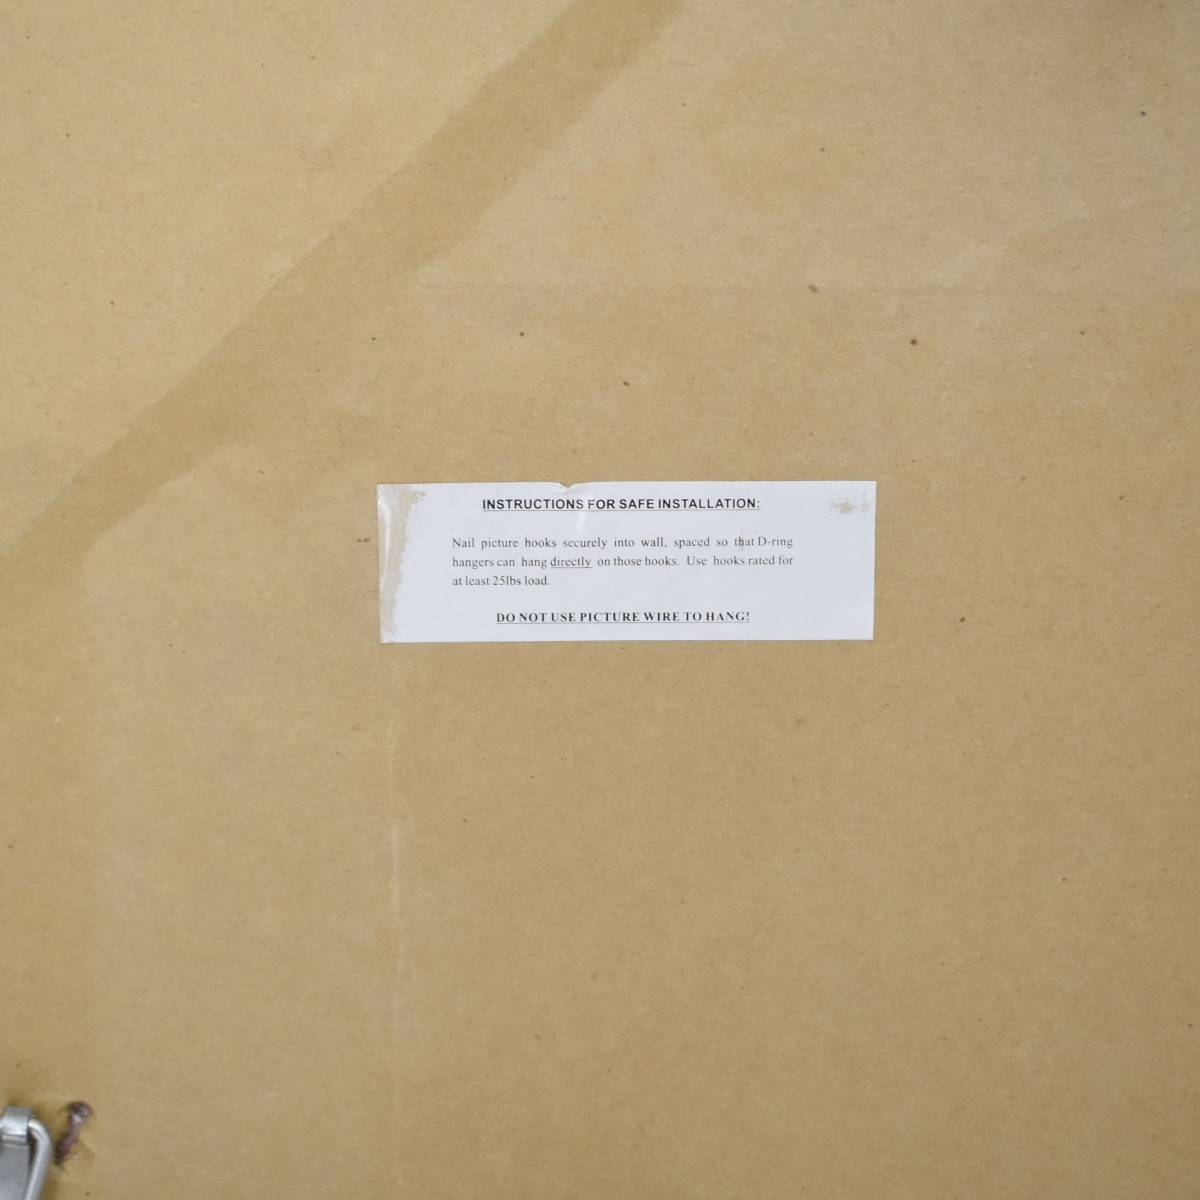 INSTRUCTIONS FOR SAFE INSTALLATION:
Nail picture hooks securely into wall, spaced so that D-ring
hangers can hang directly on those hooks. Use hooks rated for
at least 25lbs load.
DO NOT USE PICTURE WIRE TO HANG!